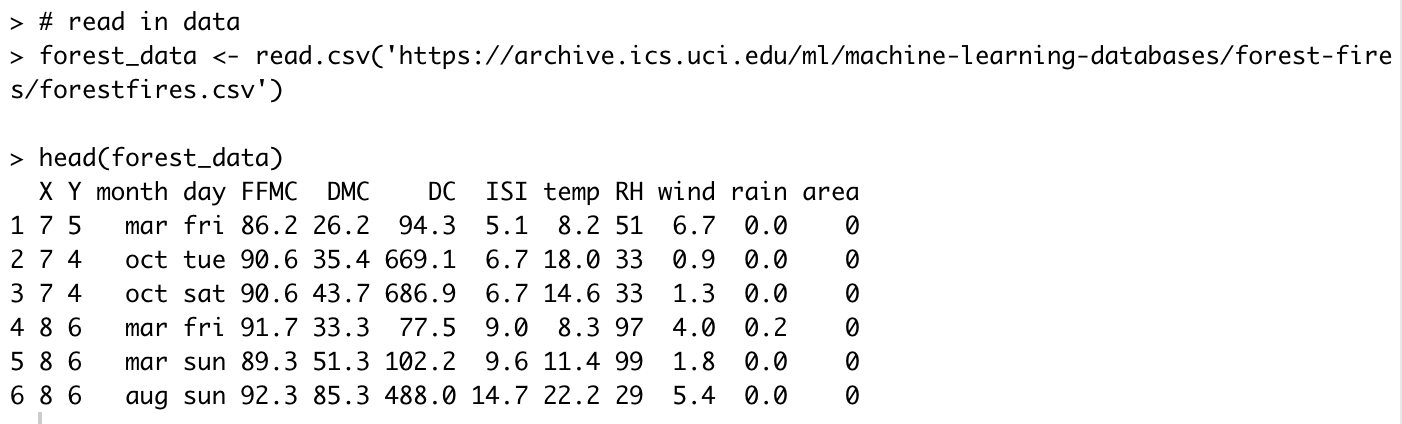 > # read in data
> forest_data <- read.csv('https://archive.ics.uci.edu/ml/machine-learning-databases/forest-fire
s/forestfires.csv')
> head(forest_data)
  X Y month day FFMC  DMC    DC  ISI temp RH wind rain area
1 7 5   mar fri 86.2 26.2  94.3  5.1  8.2 51  6.7  0.0    0
2 7 4   oct tue 90.6 35.4 669.1  6.7 18.0 33  0.9  0.0    0
3 7 4   oct sat 90.6 43.7 686.9  6.7 14.6 33  1.3  0.0    0
4 8 6   mar fri 91.7 33.3  77.5  9.0  8.3 97  4.0  0.2    0
5 8 6   mar sun 89.3 51.3 102.2  9.6 11.4 99  1.8  0.0    0
6 8 6   aug sun 92.3 85.3 488.0 14.7 22.2 29  5.4  0.0    0